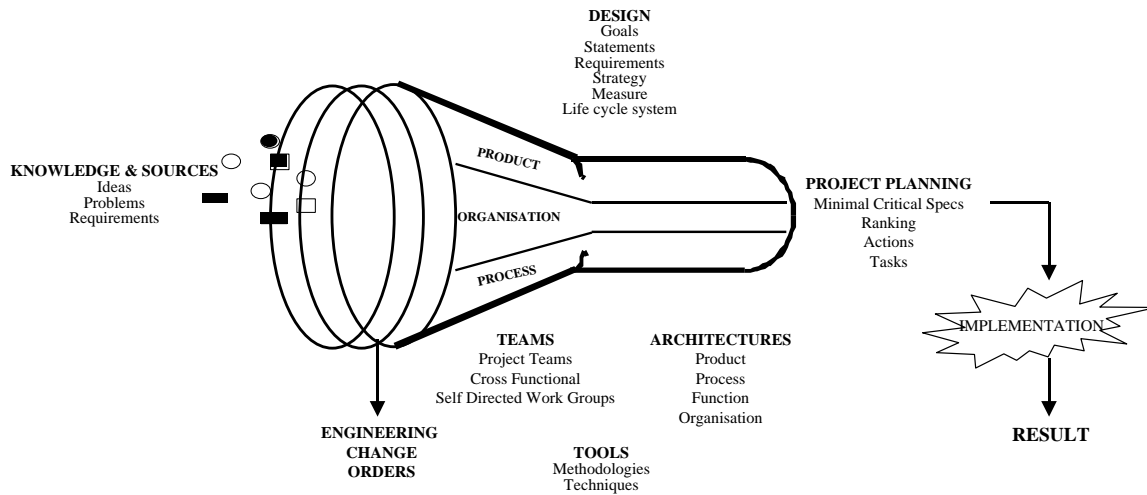 DESIGN
Goals
Statements
Requirements
Strategy
Measure
Life cycle system
KNOWLEDGE & SOURCES
Ideas
Problems
Requirements
PRODUCT
ORGANISATION
PROCESS
PROJECT PLANNING
Minimal Critical Specs
Ranking
Actions
Tasks
IMPLEMENTATION
RESULT
TEAMS
Project Teams
Cross Functional
Self Directed Work Groups
ARCHITECTURES
Product
Process
Function
Organisation
ENGINEERING
CHANGE
ORDERS
TOOLS
Methodologies
Techniques